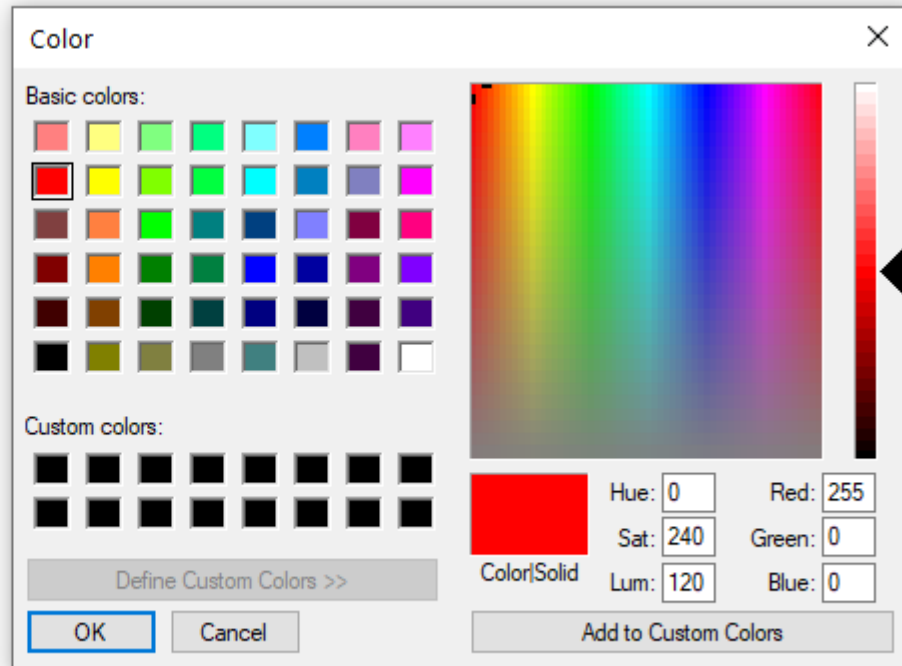 Color
Basic colors:
Custom colors:
Define Custom Colors >>
OK
Cancel
Color|Solid
Hue: 0
Sat: 240
Lum: 120
Red: 255
Green: 0
Blue: 0
Add to Custom Colors